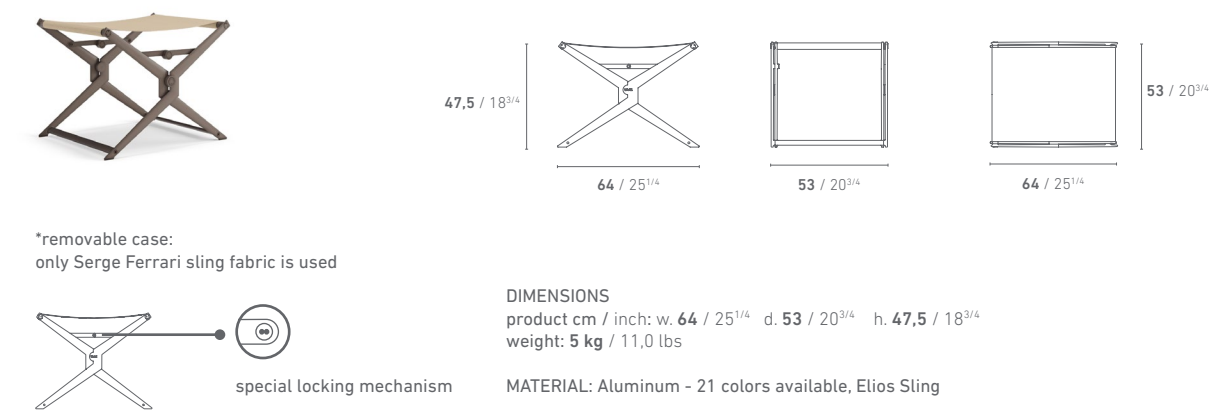 47,5 / 18³/⁴
64 / 25¹/⁴
53 / 20³/⁴
64 / 25¹/⁴
53 / 20³/⁴
*removable case:
only Serge Ferrari sling fabric is used
special locking mechanism
DIMENSIONS
product cm / inch: w. 64 / 25¹/⁴ d. 53 / 20³/⁴ h. 47,5 / 18³/⁴
weight: 5 kg / 11,0 lbs
MATERIAL: Aluminum - 21 colors available, Elios Sling